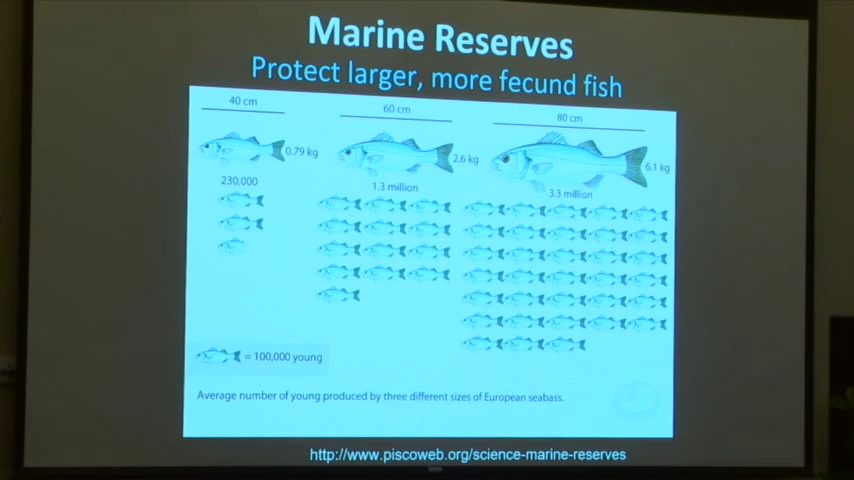 Marine Reserves
Protect larger, more fecund fish
40 cm
60 cm
80 cm
0.79 kg
2.6 kg
6.1 kg
230,000
1.3 million
3.3 million
= 100,000 young
Average number of young produced by three different sizes of European seabass.
http://www.piscoweb.org/science-marine-reserves